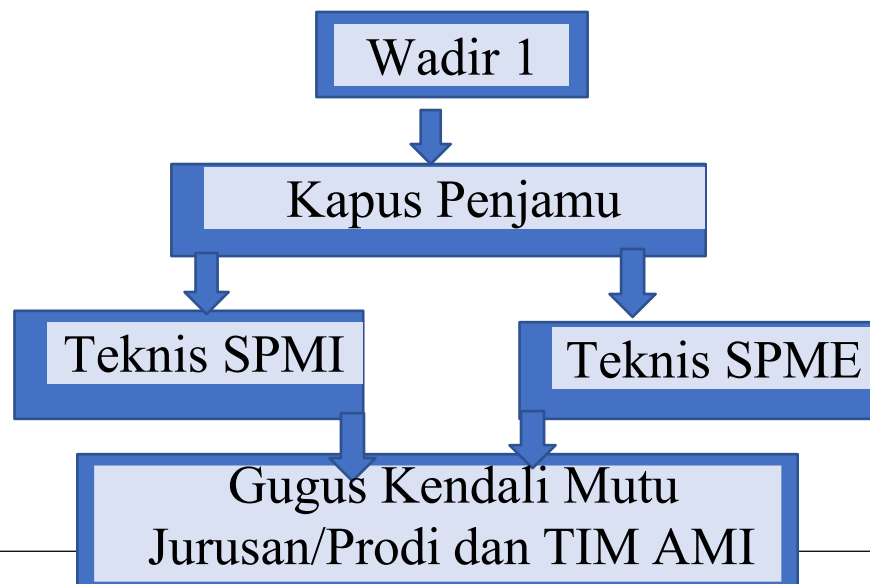 Wadir 1
Kapus Penjamu
Teknis SPMI
Teknis SPME
Gugus Kendali Mutu
Jurusan/Prodi dan TIM AMI